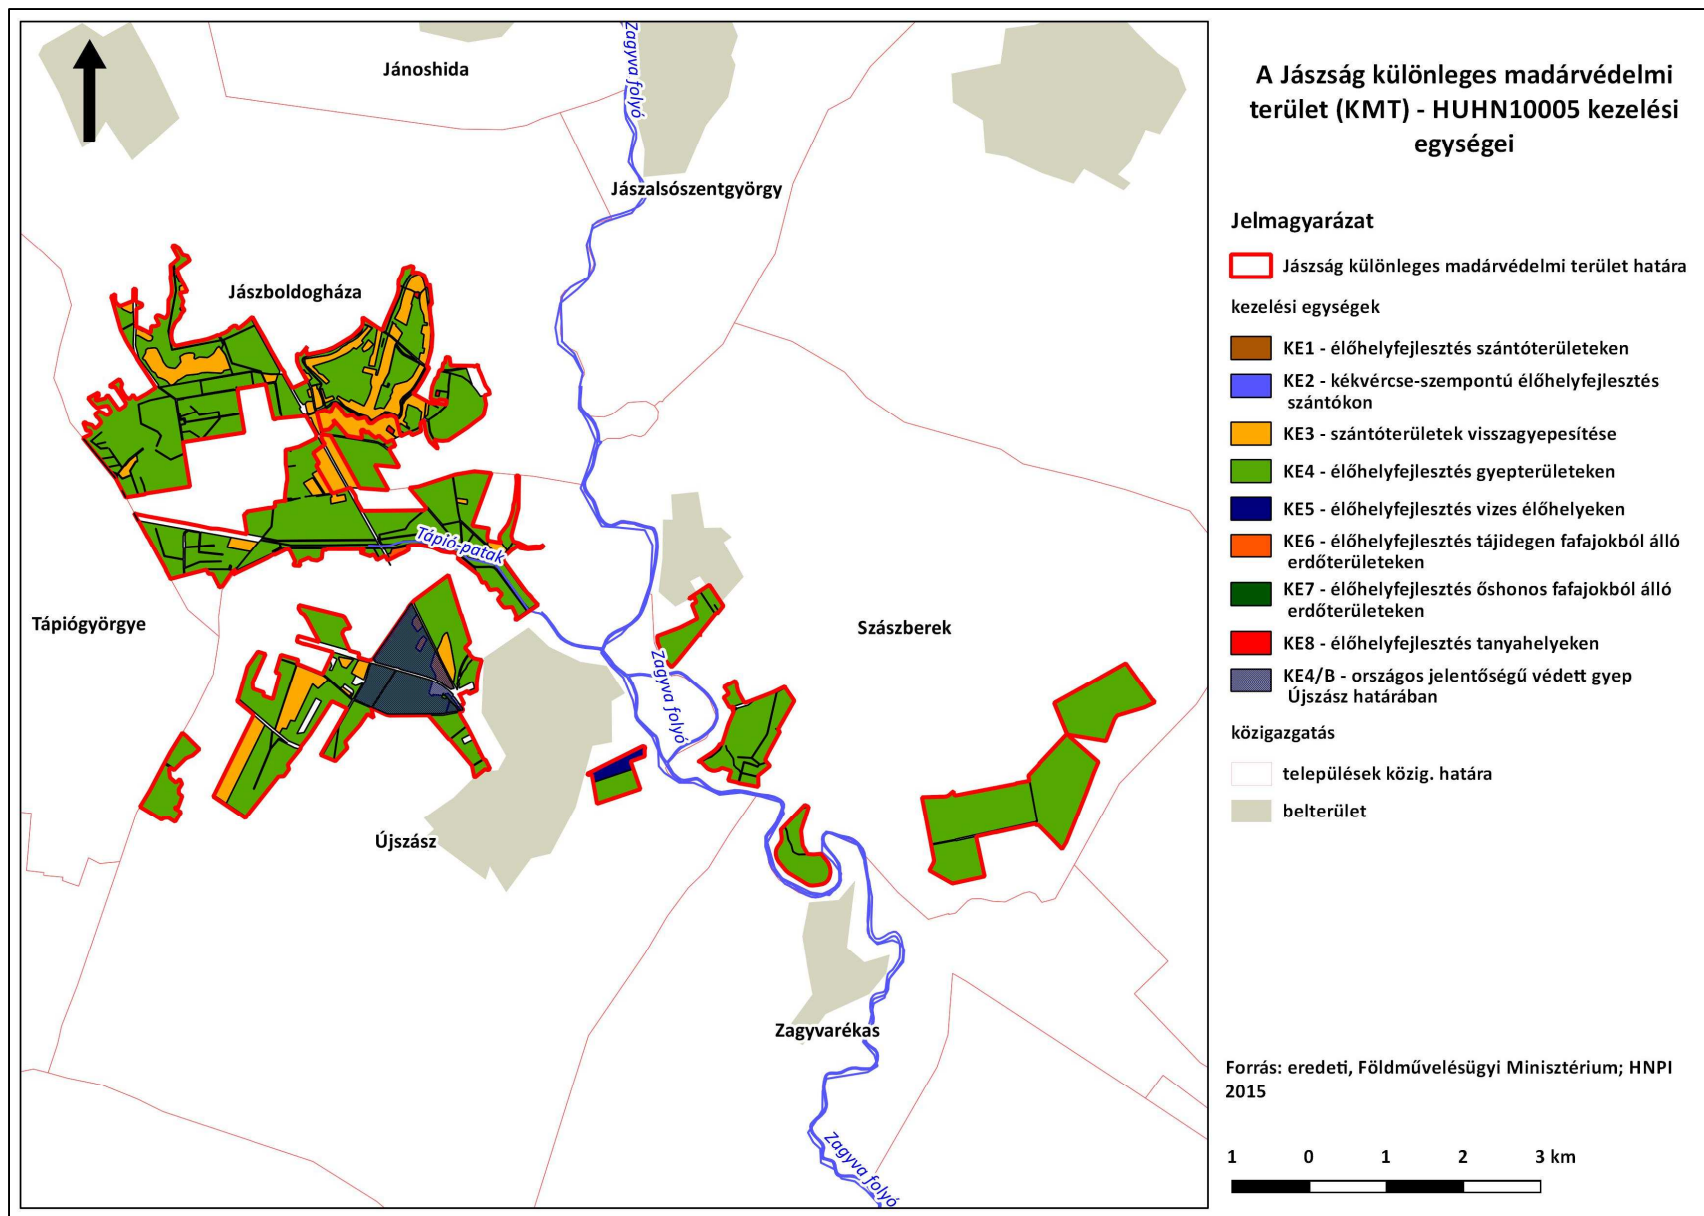 A Jászság különleges madárvédelmi
terület (KMT) - HUHN10005 kezelési
egységei
Jelmagyarázat
Jászság különleges madárvédelmi terület határa
kezelési egységek
KE1 - élőhelyfejlesztés szántóterületeken
KE2 - kékvércse-szempontú élőhelyfejlesztés
szántókon
KE3 - szántóterületek visszagyepesítése
KE4 - élőhelyfejlesztés gyepterületeken
KE5 - élőhelyfejlesztés vizes élőhelyeken
KE6 - élőhelyfejlesztés tájidegen fafajokból álló
erdőterületeken
KE7 - élőhelyfejlesztés őshonos fafajokból álló
erdőterületeken
KE8 - élőhelyfejlesztés tanyahelyeken
KE4/B - országos jelentőségű védett gyep
Újszász határában
közigazgatás
települések közig. határa
belterület
Forrás: eredeti, Földművelésügyi Minisztérium; HNPI
2015
1 0 1 2 3 km
Jánoshida
Zagyva folyó
Jászalsószentgyörgy
Jászboldogháza
Tápió-patak
Tápiógyörgye
Szászberek
Zagyva folyó
Újszász
Zagyvarékas
Zagyva folyó